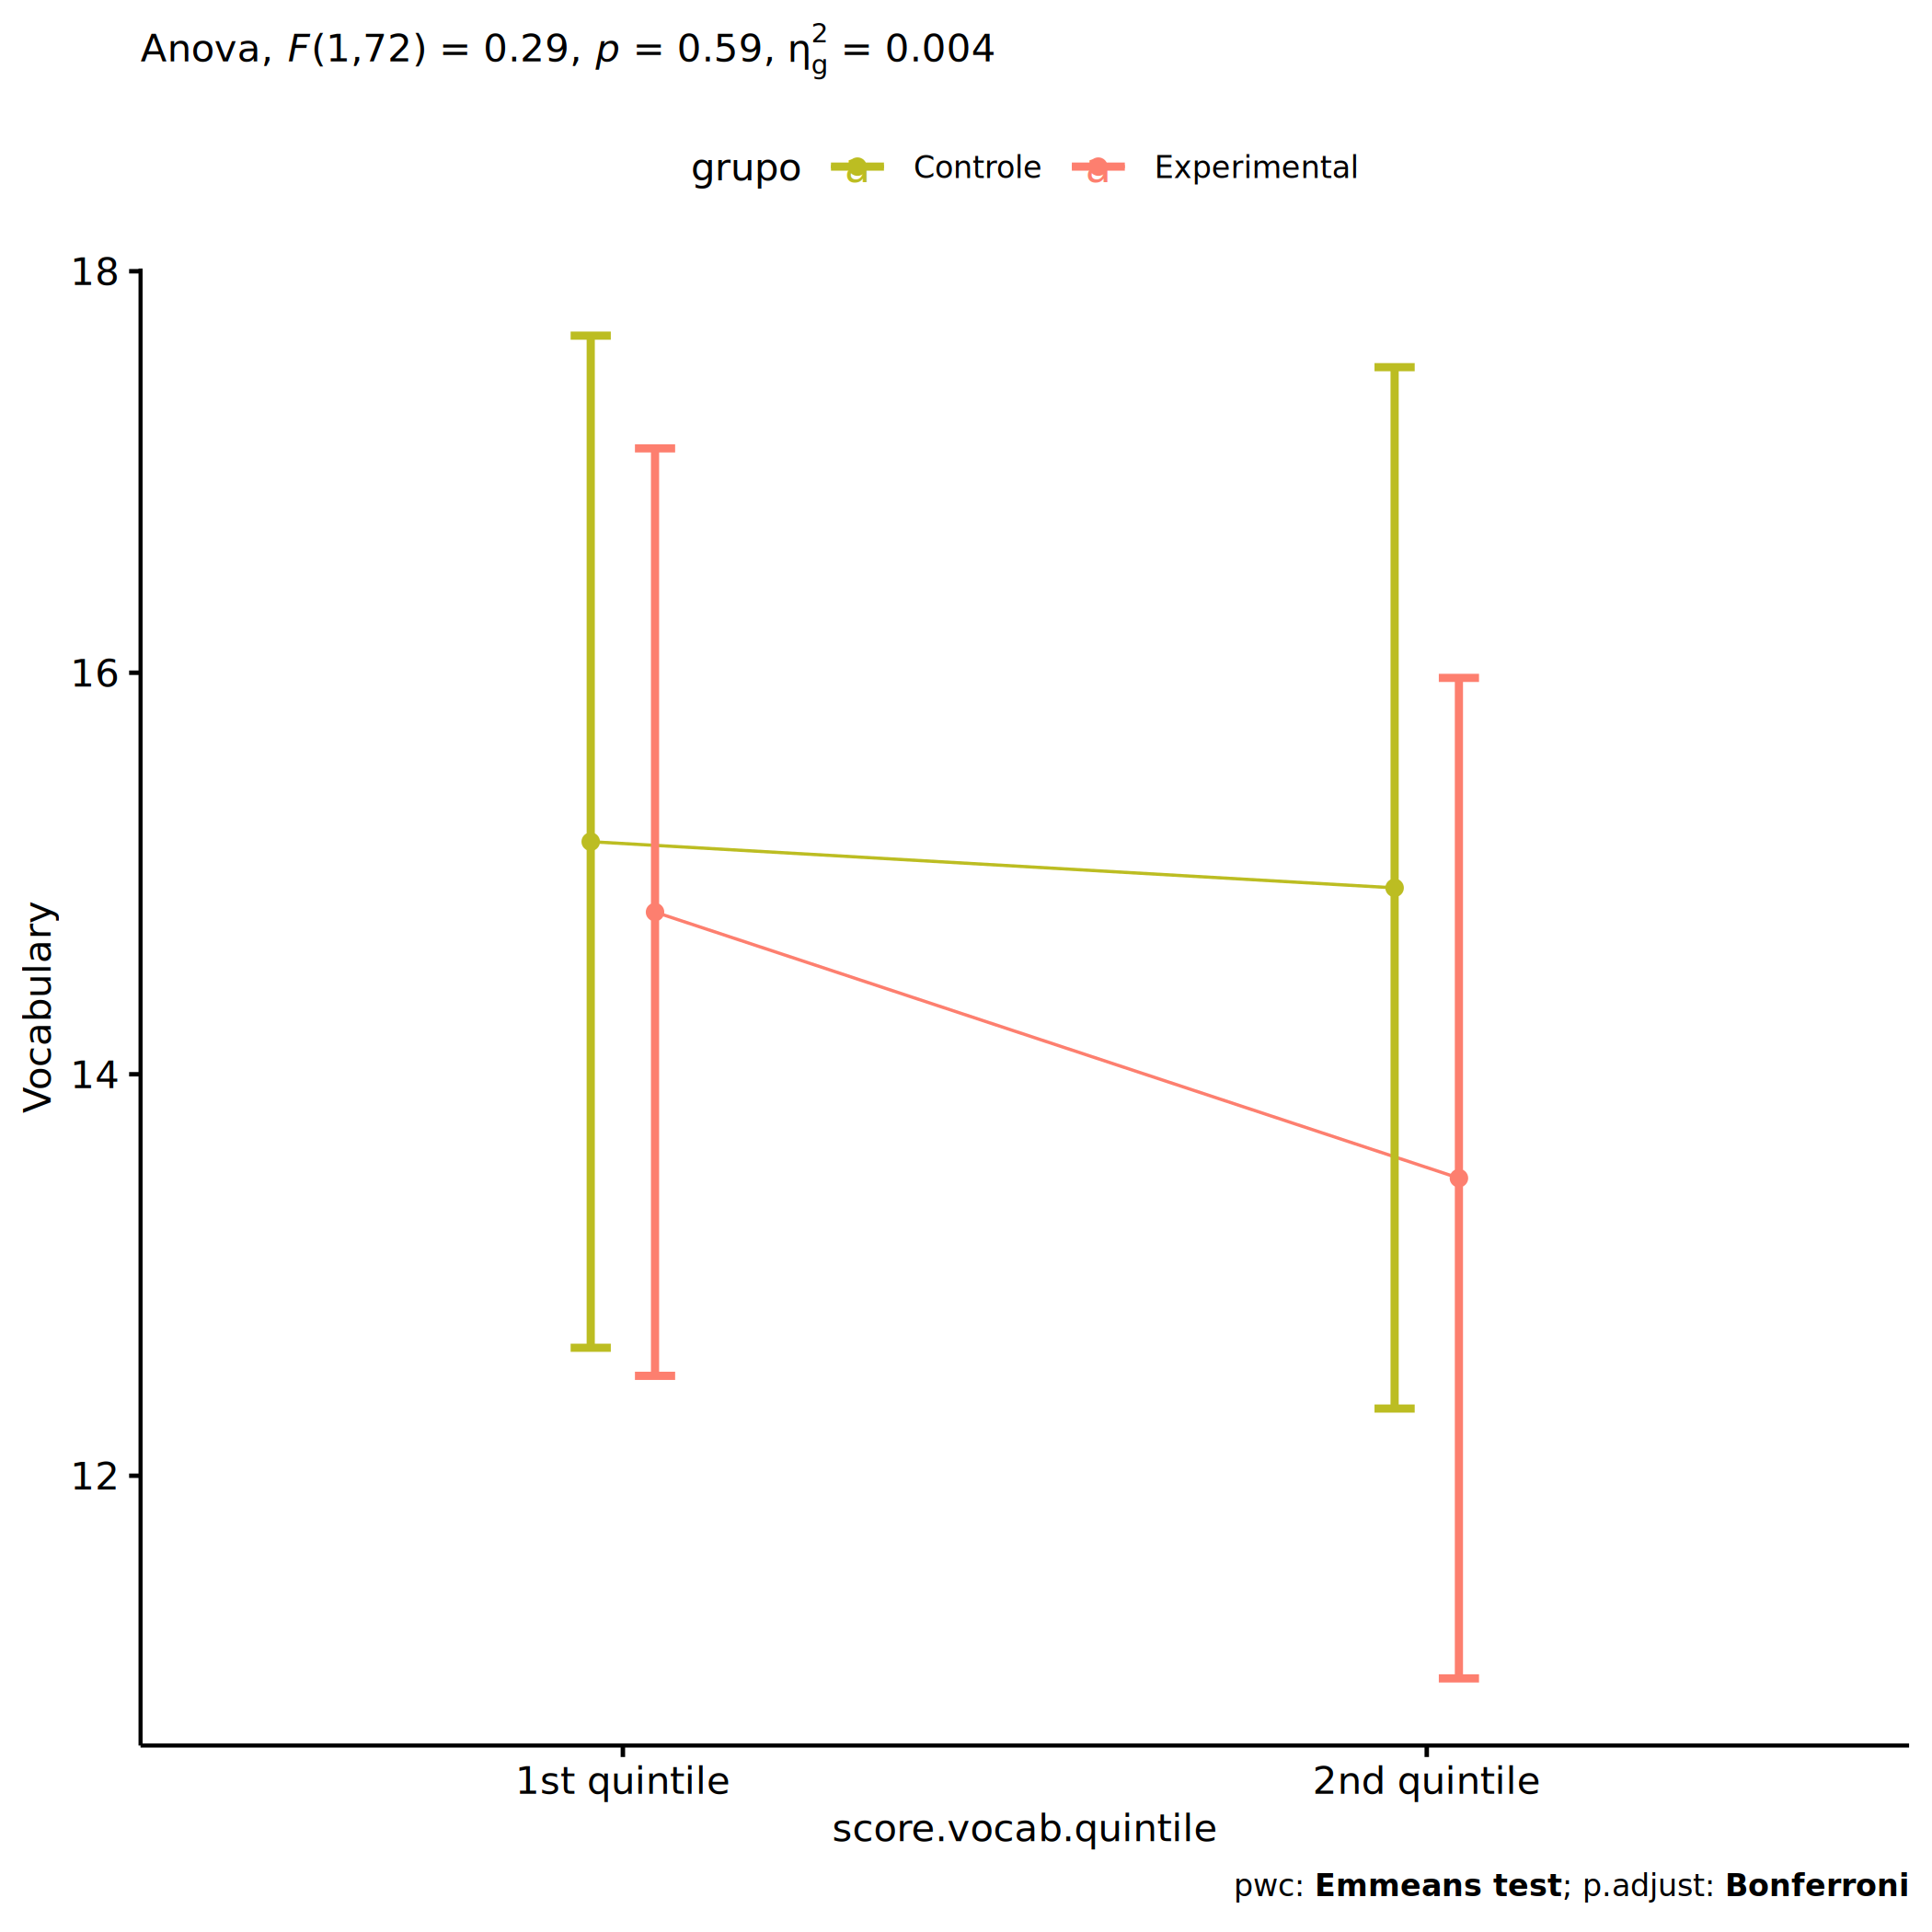 Anova, F(1,72) = 0.29, p = 0.59, η²g = 0.004
grupo a Controle a Experimental
18
16
14
12
Vocabulary
1st quintile 2nd quintile
score.vocab.quintile
pwc: Emmeans test; p.adjust: Bonferroni